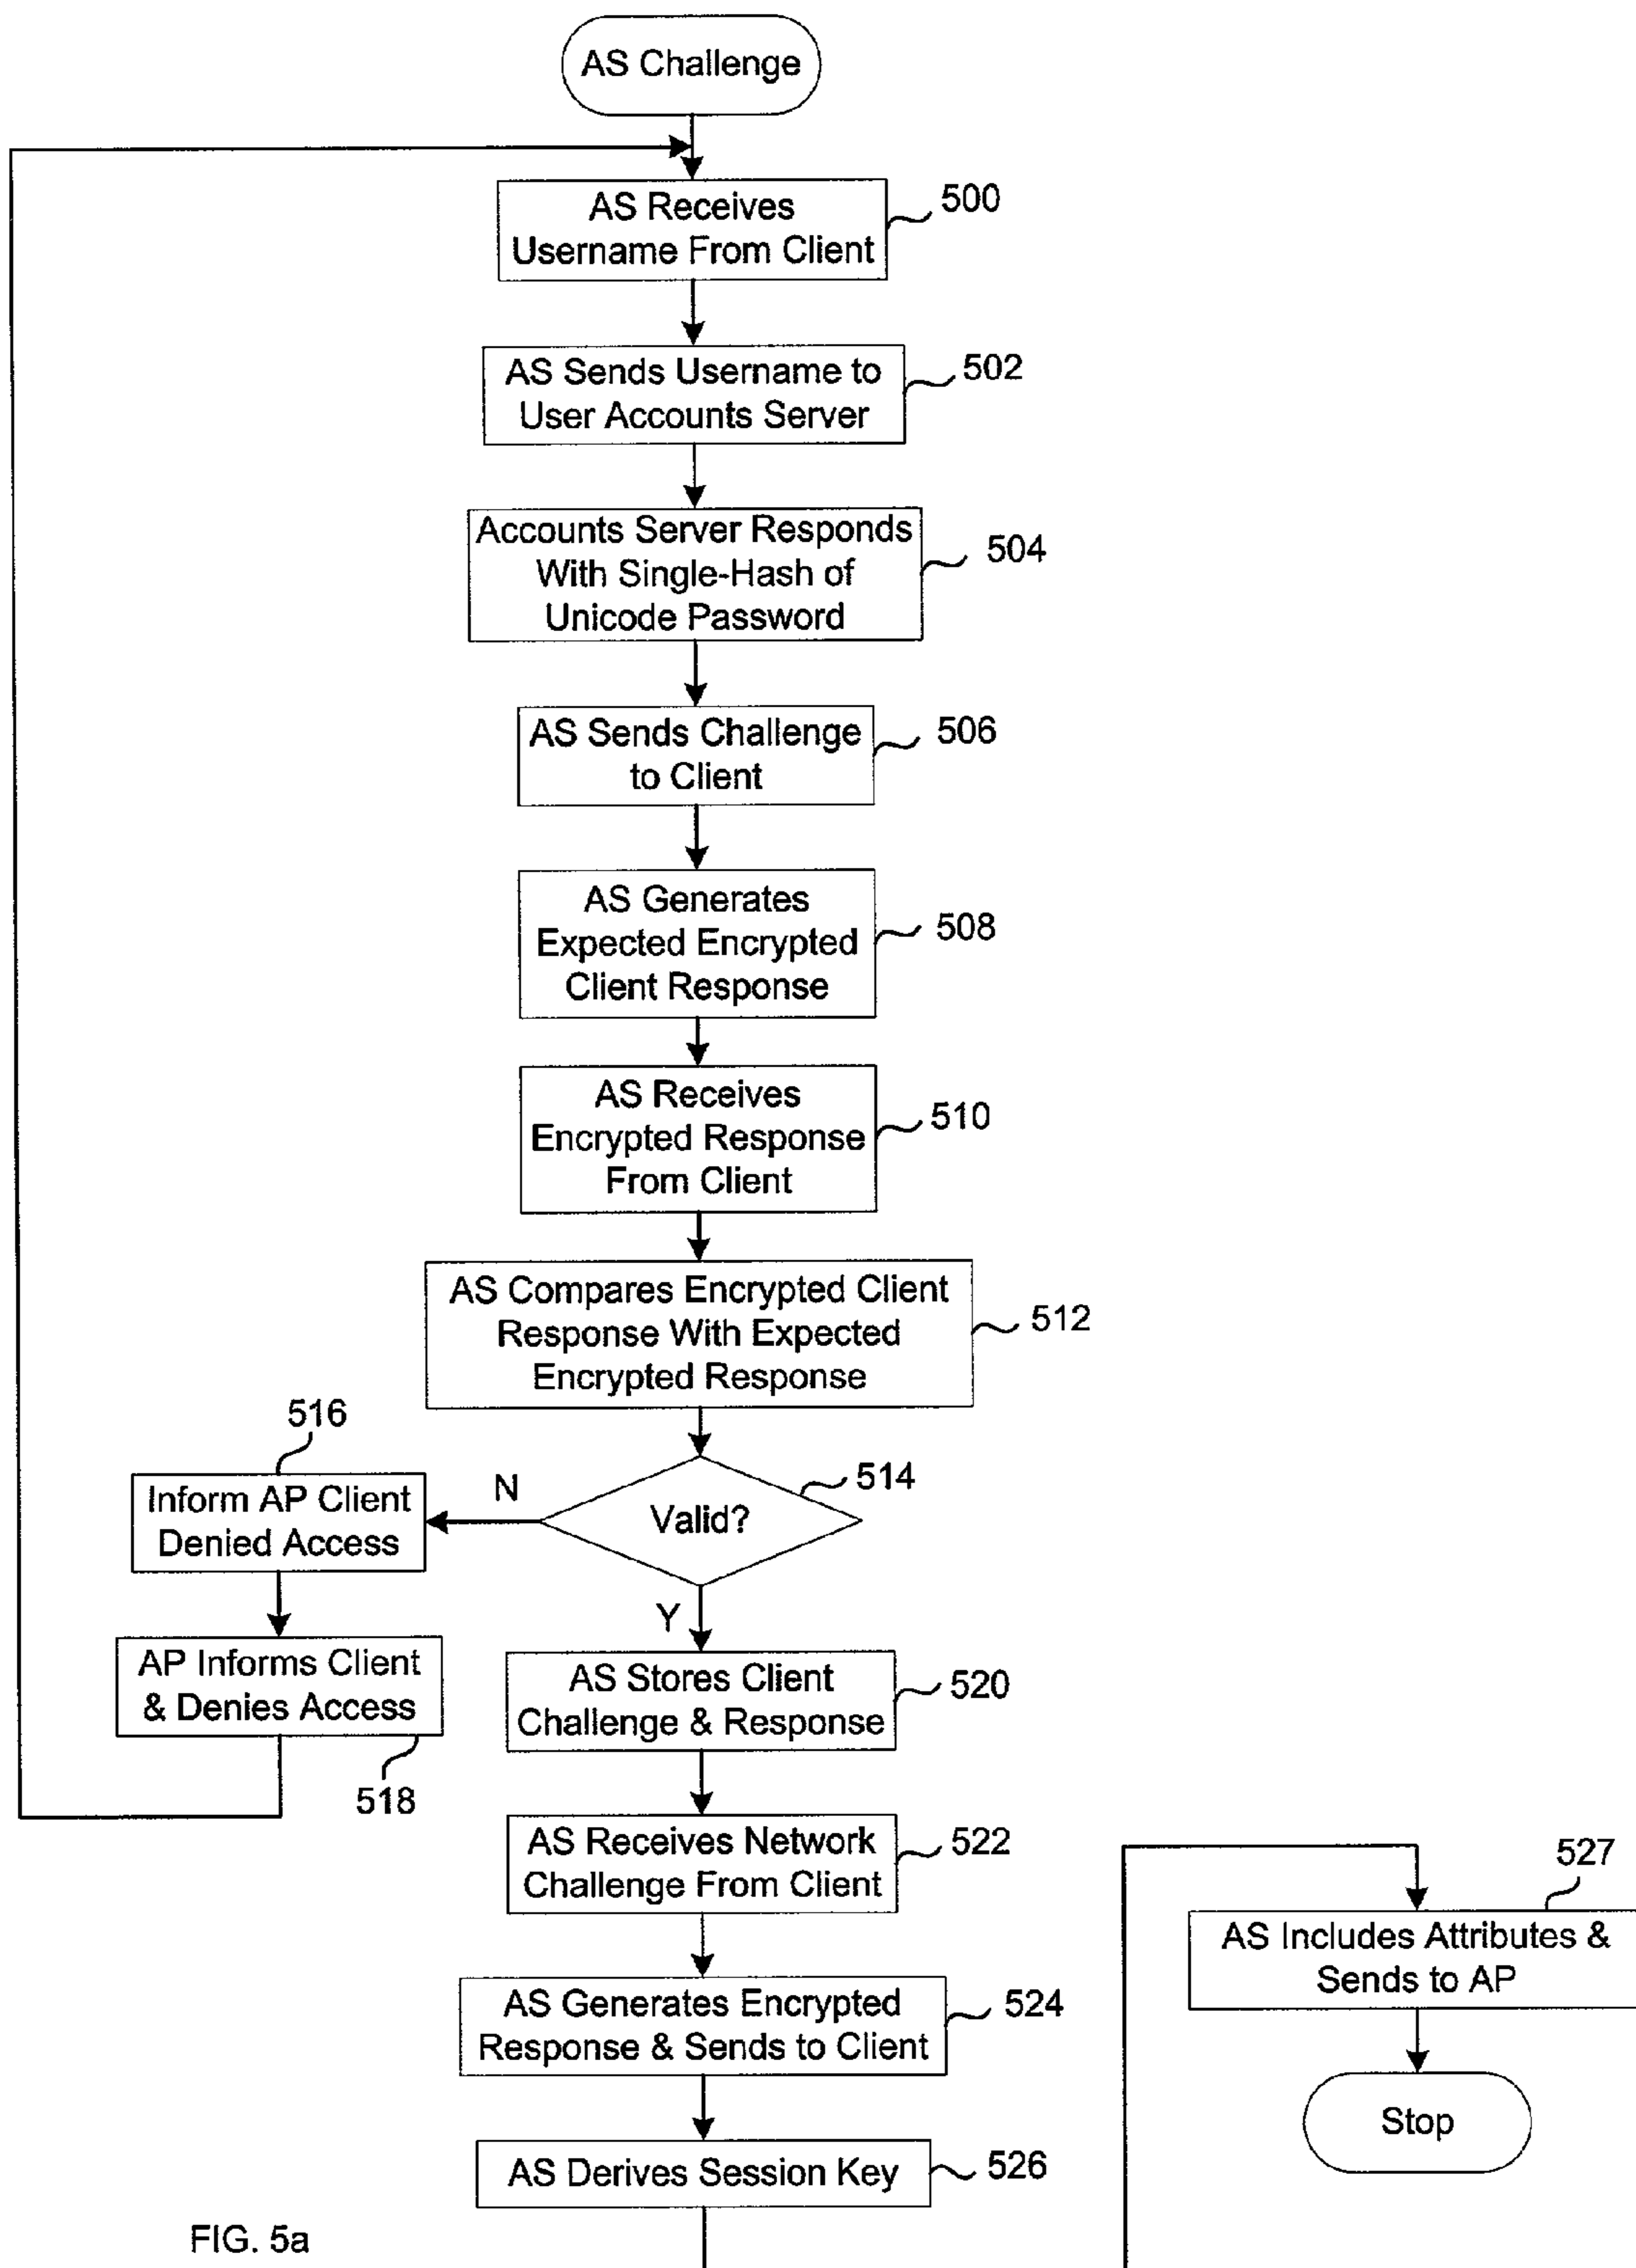 AS Challenge
AS Receives
Username From Client
500
AS Sends Username to
User Accounts Server
502
Accounts Server Responds
With Single-Hash of
Unicode Password
504
AS Sends Challenge
to Client
506
AS Generates
Expected Encrypted
Client Response
508
AS Receives
Encrypted Response
From Client
510
AS Compares Encrypted Client
Response With Expected
Encrypted Response
512
Valid?
514
N
516
Inform AP Client
Denied Access
AP Informs Client
& Denies Access
518
Y
AS Stores Client
Challenge & Response
520
AS Receives Network
Challenge From Client
522
AS Generates Encrypted
Response & Sends to Client
524
AS Derives Session Key
526
527
AS Includes Attributes &
Sends to AP
Stop
FIG. 5a